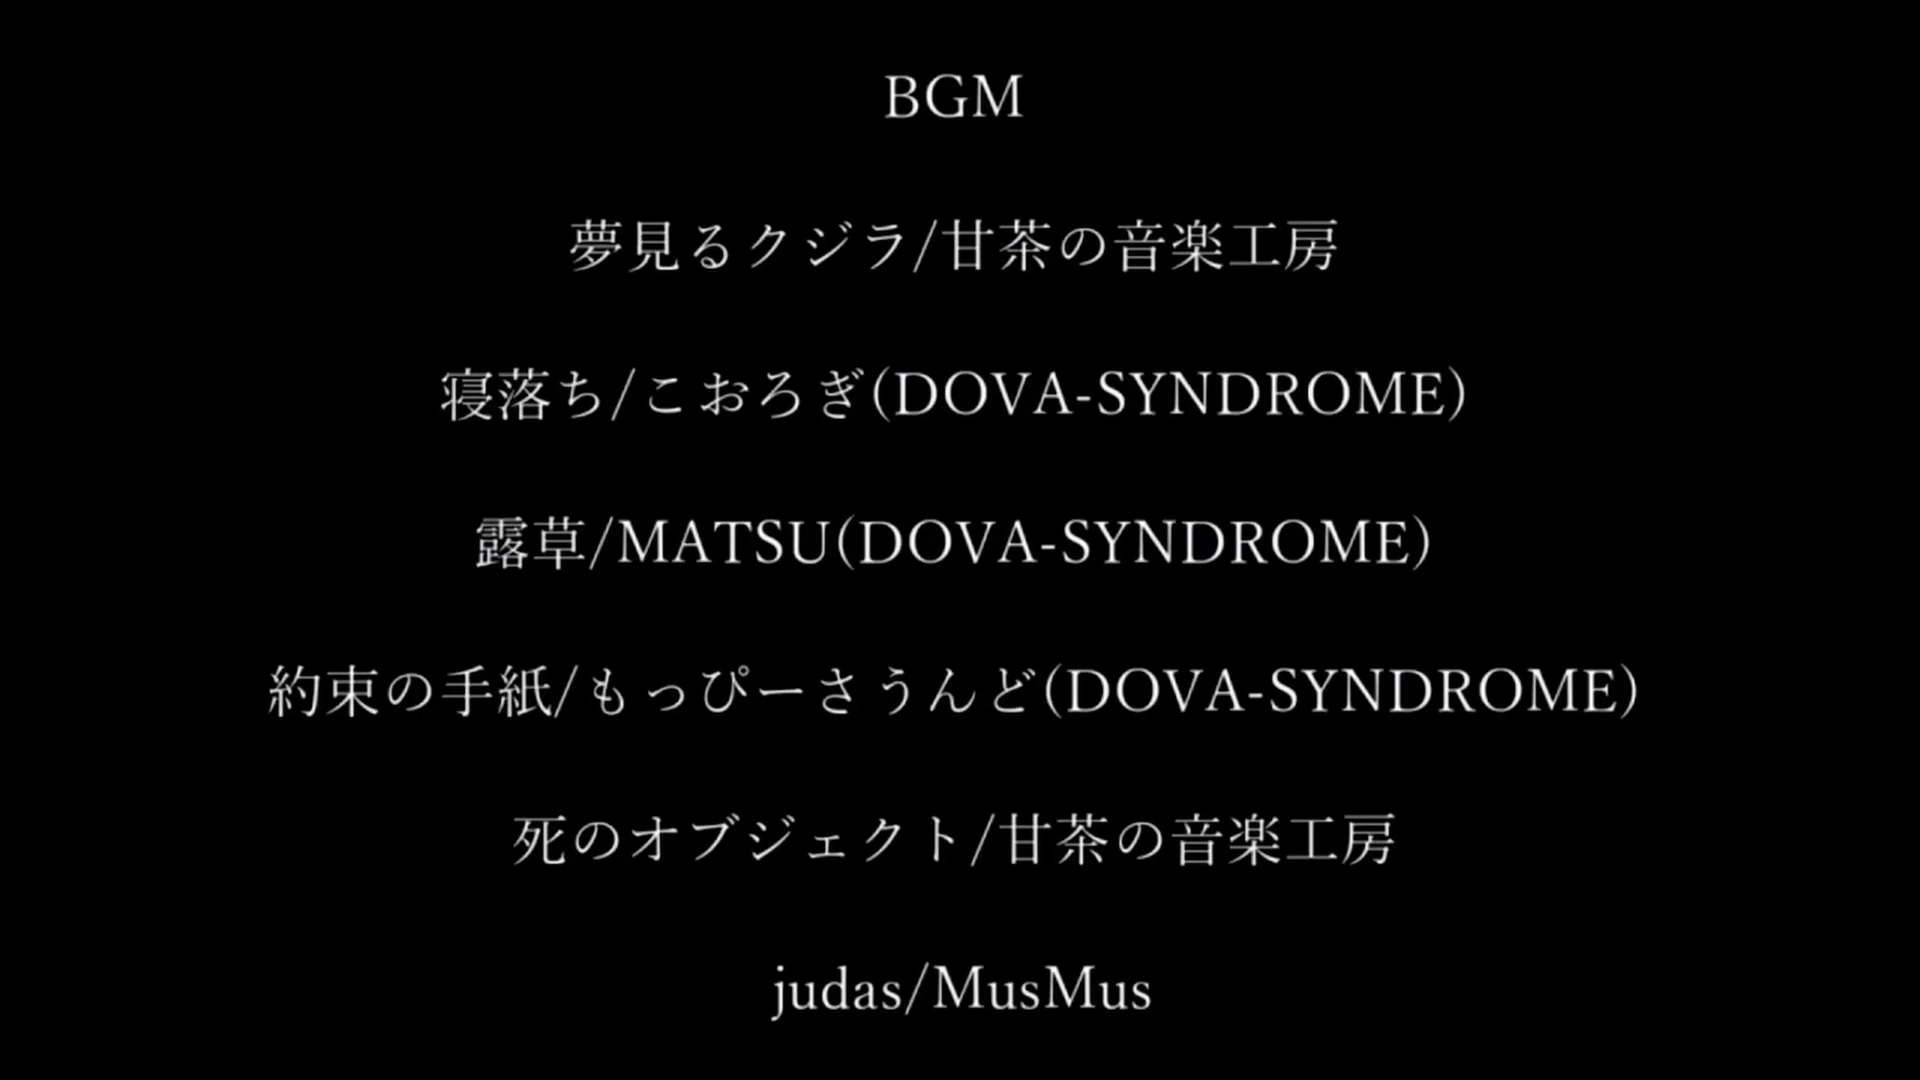 BGM
夢見るクジラ/甘茶の音楽工房
寝落ち/こおろぎ(DOVA-SYNDROME)
露草/MATSU(DOVA-SYNDROME)
約束の手紙/もっぴーさうんど(DOVA-SYNDROME)
死のオブジェクト/甘茶の音楽工房
judas/MusMus